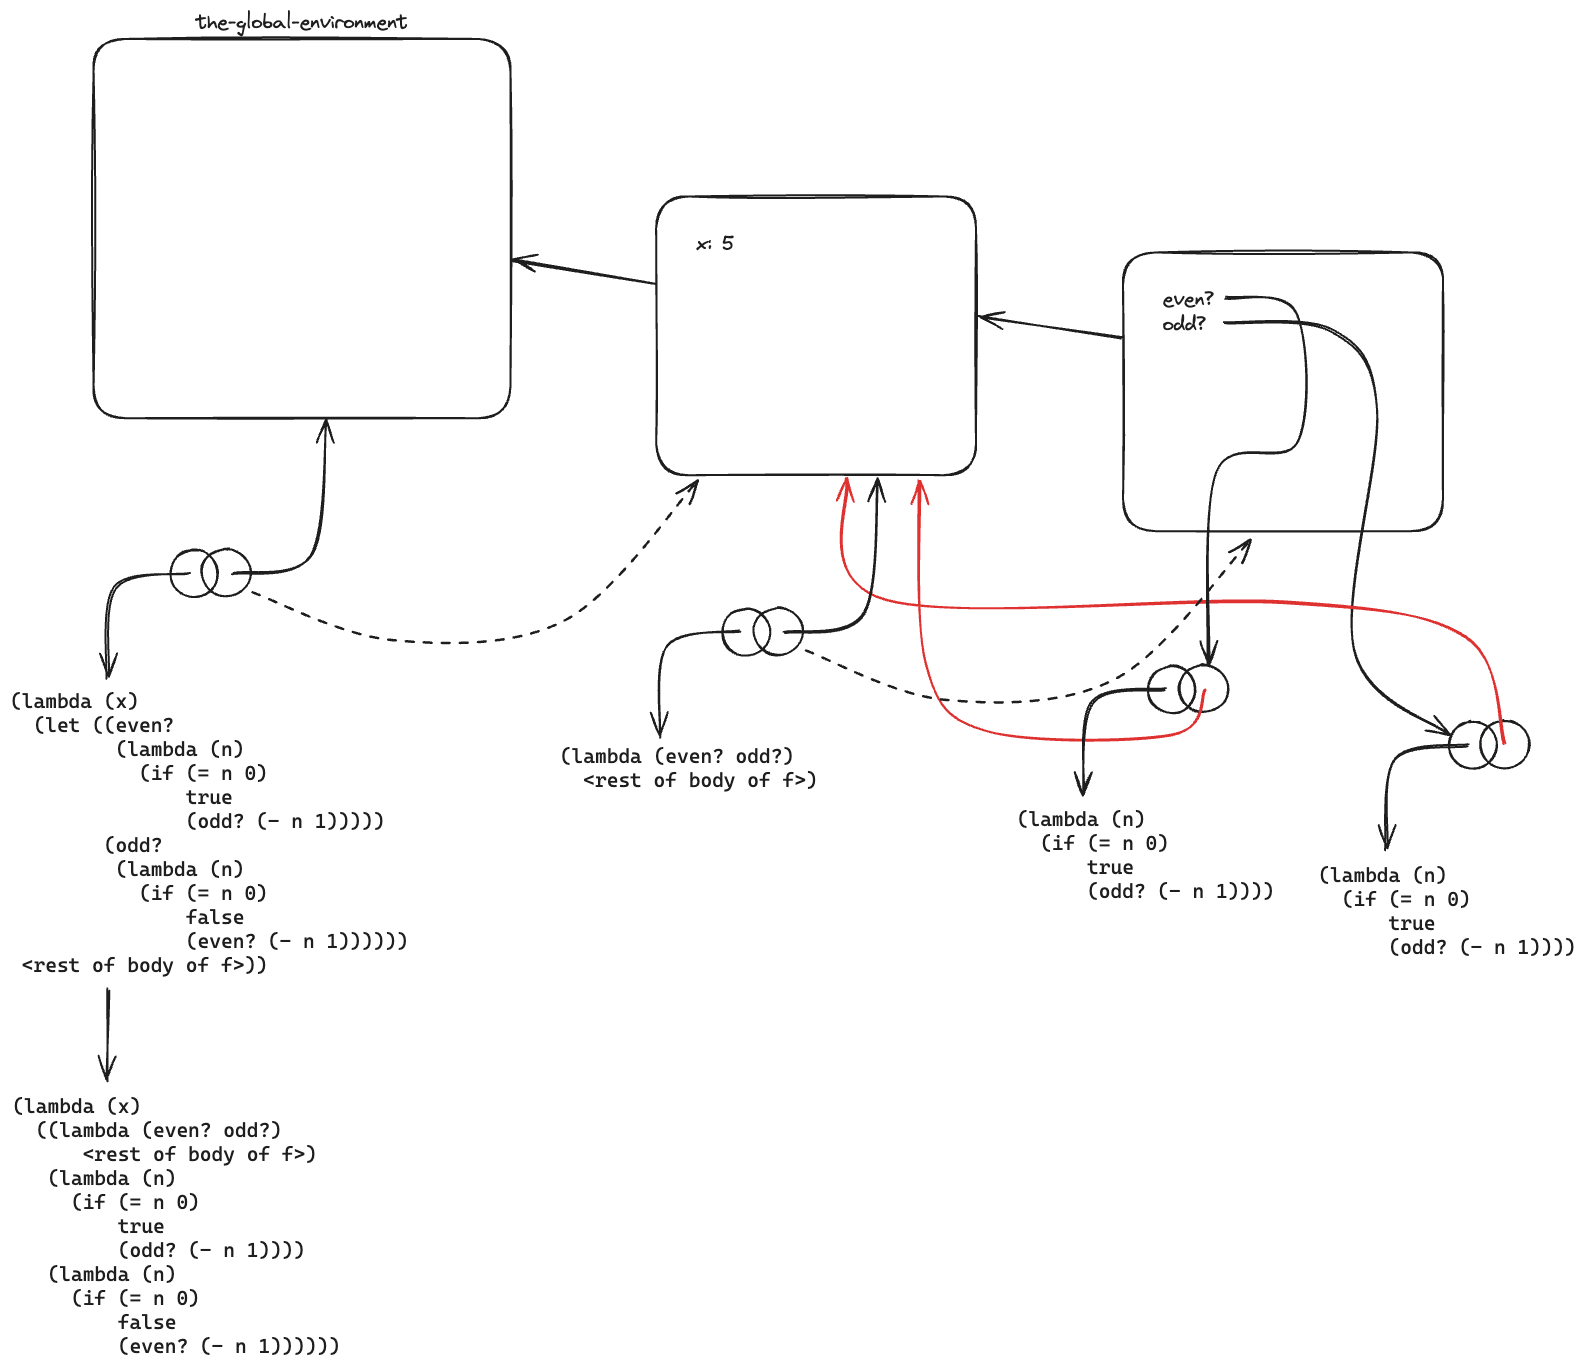 the-global-environment
x: 5
even?
odd?
(lambda (x)
  (let ((even?
         (lambda (n)
           (if (= n 0)
               true
               (odd? (- n 1)))))
        (odd?
         (lambda (n)
           (if (= n 0)
               false
               (even? (- n 1))))))
 <rest of body of f>))
(lambda (even? odd?)
  <rest of body of f>)
(lambda (n)
  (if (= n 0)
      true
      (odd? (- n 1))))
(lambda (n)
  (if (= n 0)
      true
      (odd? (- n 1))))
(lambda (x)
  ((lambda (even? odd?)
      <rest of body of f>)
   (lambda (n)
     (if (= n 0)
         true
         (odd? (- n 1))))
   (lambda (n)
     (if (= n 0)
         false
         (even? (- n 1))))))